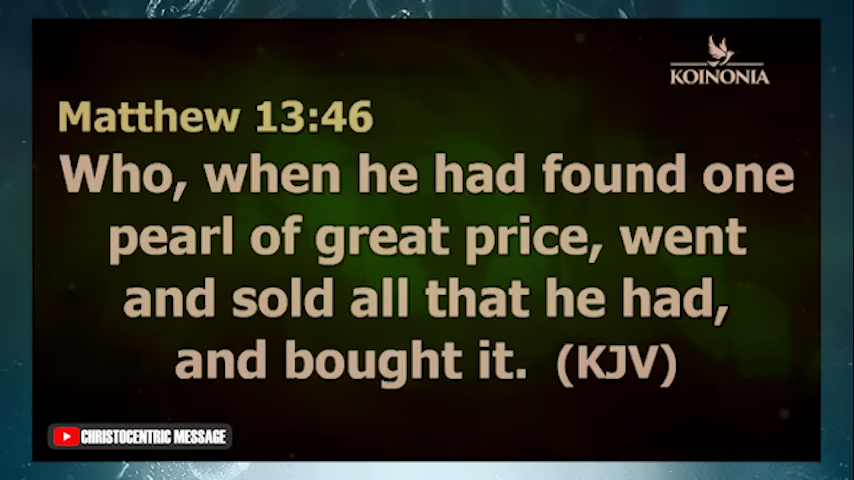 KOINONIA
Matthew 13:46
Who, when he had found one
pearl of great price, went
and sold all that he had,
and bought it. (KJV)
CHRISTOCENTRIC MESSAGE